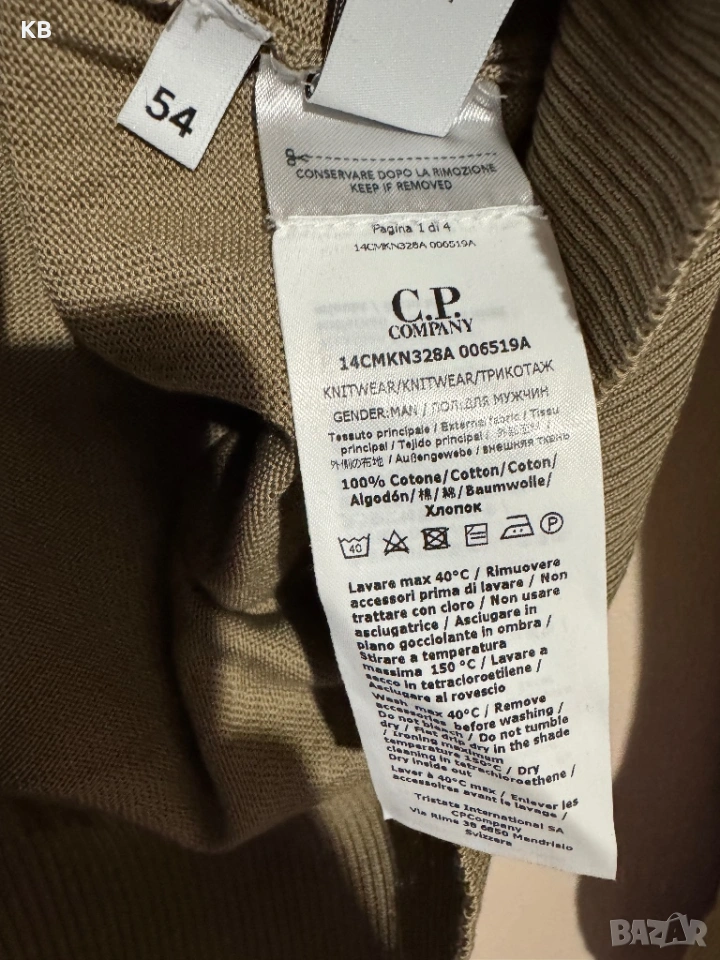 KB
54
CONSERVARE DOPO LA RIMOZIONE
KEEP IF REMOVED
Pagina 1 di 4
14CMKN328A 006519A
C.P.
COMPANY
14CMKN328A 006519A
KNITWEAR/KNITWEAR/ТРИКОТАЖ
GENDER:MAN / ПОЛ:ДЛЯ МУЖЧИН
Tessuto principale / External fabric / Tissu
principal / Tejido principal /
外側の布地 / Außengewebe / внешняя ткань
100% Cotone/Cotton/Coton/
Algodón/棉/綿/Baumwolle/
Хлопок
40
P
Lavare max 40°C / Rimuovere
accessori prima di lavare / Non
trattare con cloro / Non usare
asciugatrice / Asciugare in
piano gocciolante in ombra /
Stirare a temperatura
massima 150 °C / Lavare a
secco in tetracloroetilene /
Asciugare al rovescio
Wash max 40°C / Remove
accessories before washing /
Do not bleach / Do not tumble
dry / Flat drip dry in the shade
/ Ironing maximum
temperature 150°C / Dry
cleaning in tetrachloroethene /
Dry inside out
Laver à 40°C max / Enlever les
accessoires avant le lavage /
Tristate International SA
CPCompany
Via Rime 38 6850 Mendrisio
Svizzera
BAZAR